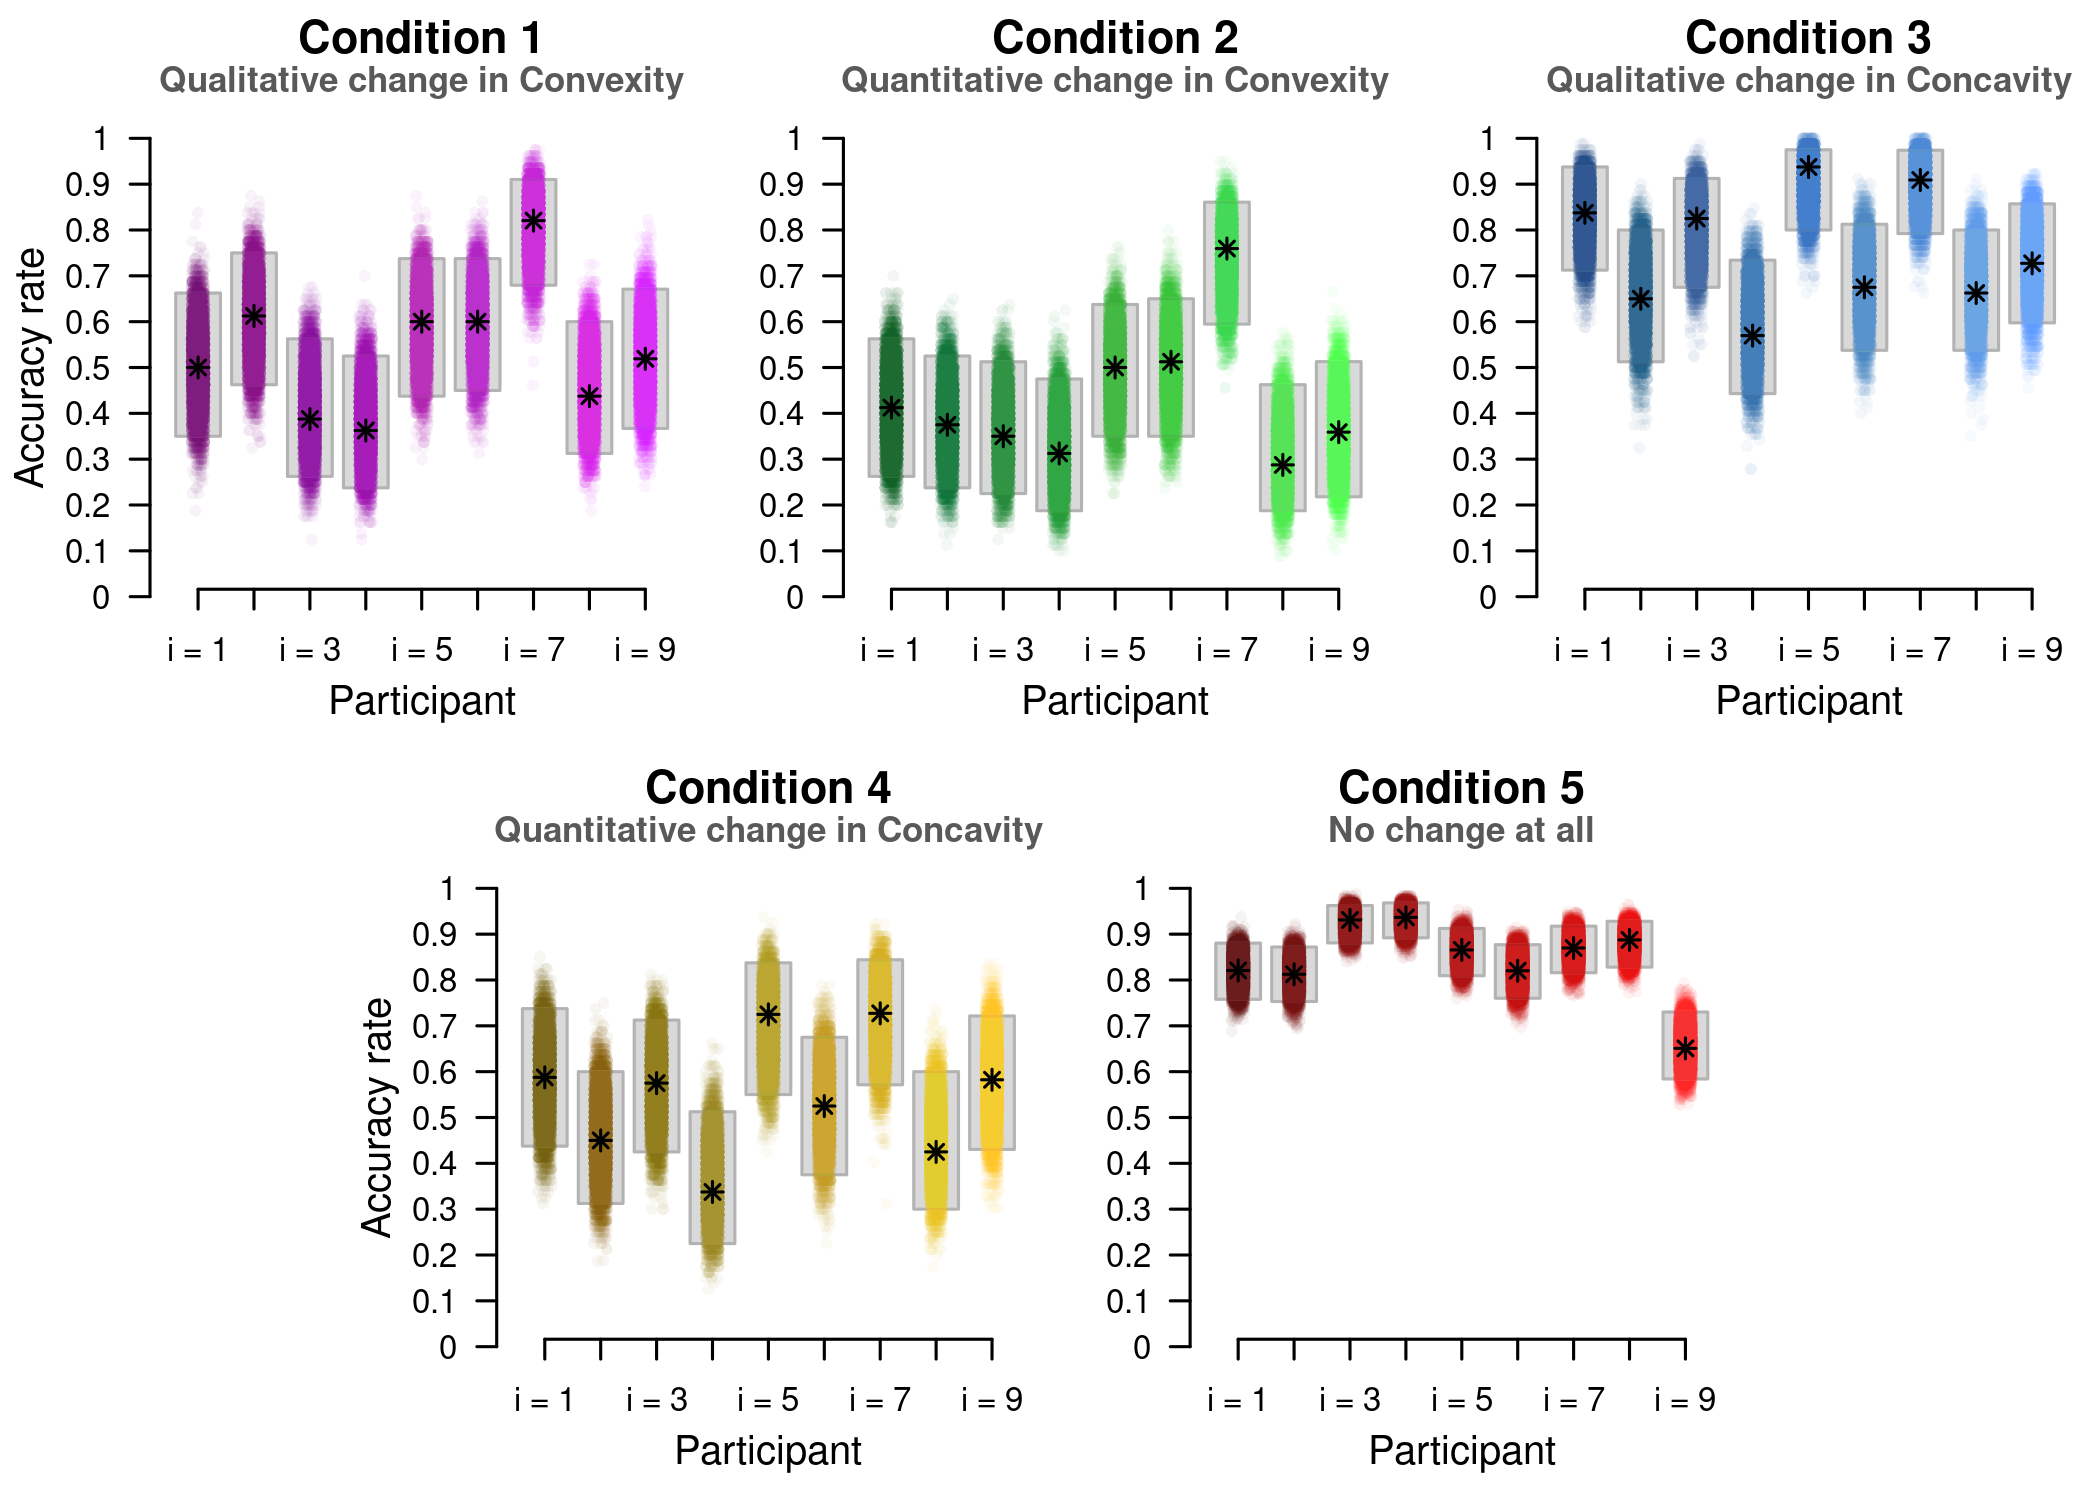 Condition 1
Qualitative change in Convexity
Accuracy rate
1
0.9
0.8
0.7
0.6
0.5
0.4
0.3
0.2
0.1
0
i = 1 i = 3 i = 5 i = 7 i = 9
Participant
Condition 2
Quantitative change in Convexity
1
0.9
0.8
0.7
0.6
0.5
0.4
0.3
0.2
0.1
0
i = 1 i = 3 i = 5 i = 7 i = 9
Participant
Condition 3
Qualitative change in Concavity
1
0.9
0.8
0.7
0.6
0.5
0.4
0.3
0.2
0.1
0
i = 1 i = 3 i = 5 i = 7 i = 9
Participant
Condition 4
Quantitative change in Concavity
Accuracy rate
1
0.9
0.8
0.7
0.6
0.5
0.4
0.3
0.2
0.1
0
i = 1 i = 3 i = 5 i = 7 i = 9
Participant
Condition 5
No change at all
1
0.9
0.8
0.7
0.6
0.5
0.4
0.3
0.2
0.1
0
i = 1 i = 3 i = 5 i = 7 i = 9
Participant